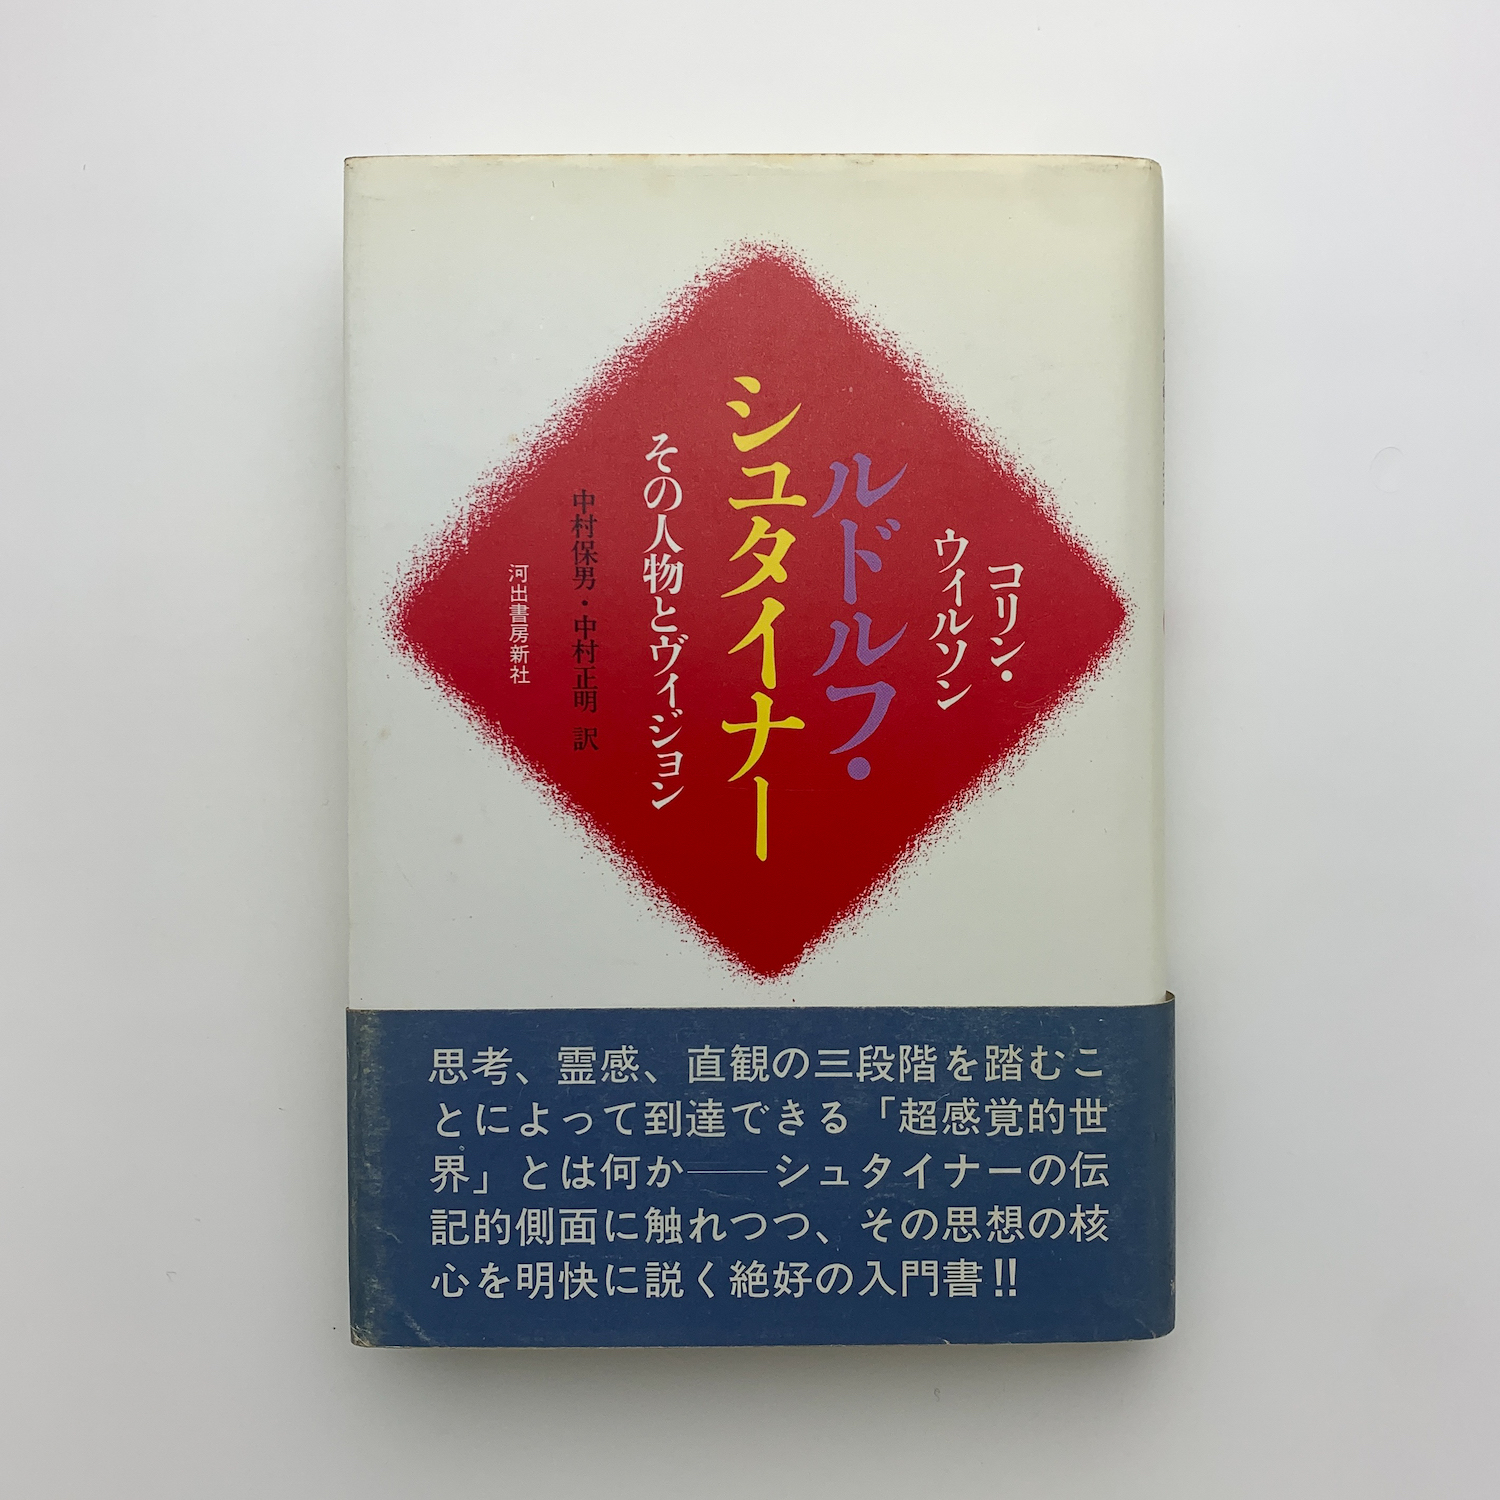 コリン・
ウィルソン
ルドルフ・
シュタイナー
その人物とヴィジョン
中村保男・中村正明 訳
河出書房新社
思考、霊感、直観の三段階を踏むこ
とによって到達できる「超感覚的世
界」とは何か──シュタイナーの伝
記的側面に触れつつ、その思想の核
心を明快に説く絶好の入門書!!